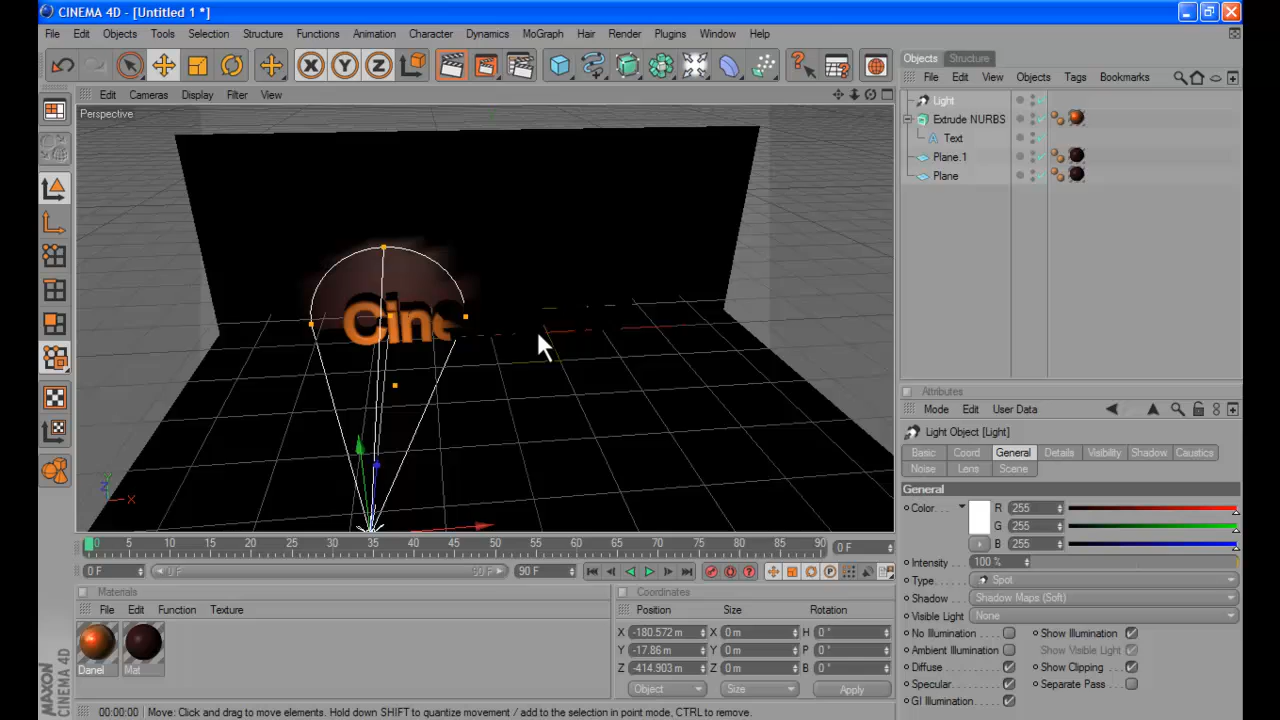 CINEMA 4D - [Untitled 1 *]
File Edit Objects Tools Selection Structure Functions Animation Character Dynamics MoGraph Hair Render Plugins Window Help
X Y Z
Objects Structure
File Edit View Objects Tags Bookmarks
Edit Cameras Display Filter View
Perspective
Light
Extrude NURBS
Text
Plane.1
Plane
Cine
Y
Z
X
Attributes
Mode Edit User Data
Light Object [Light]
Basic Coord General Details Visibility Shadow Caustics
Noise Lens Scene
General
Color R 255
G 255
B 255
Intensity 100 %
Type Spot
Shadow Shadow Maps (Soft)
Visible Light None
No Illumination Show Illumination
Ambient Illumination Show Visible Light
Diffuse Show Clipping
Specular Separate Pass
GI Illumination
0 5 10 15 20 25 30 35 40 45 50 55 60 65 70 75 80 85 90 0 F
0 F 0 F 90 F 90 F
Materials
File Edit Function Texture
Danel Mat
Coordinates
Position Size Rotation
X -180.572 m X 0 m H 0 °
Y -17.86 m Y 0 m P 0 °
Z -414.903 m Z 0 m B 0 °
Object Size Apply
MAXON
CINEMA 4D
00:00:00 Move: Click and drag to move elements. Hold down SHIFT to quantize movement / add to the selection in point mode, CTRL to remove.